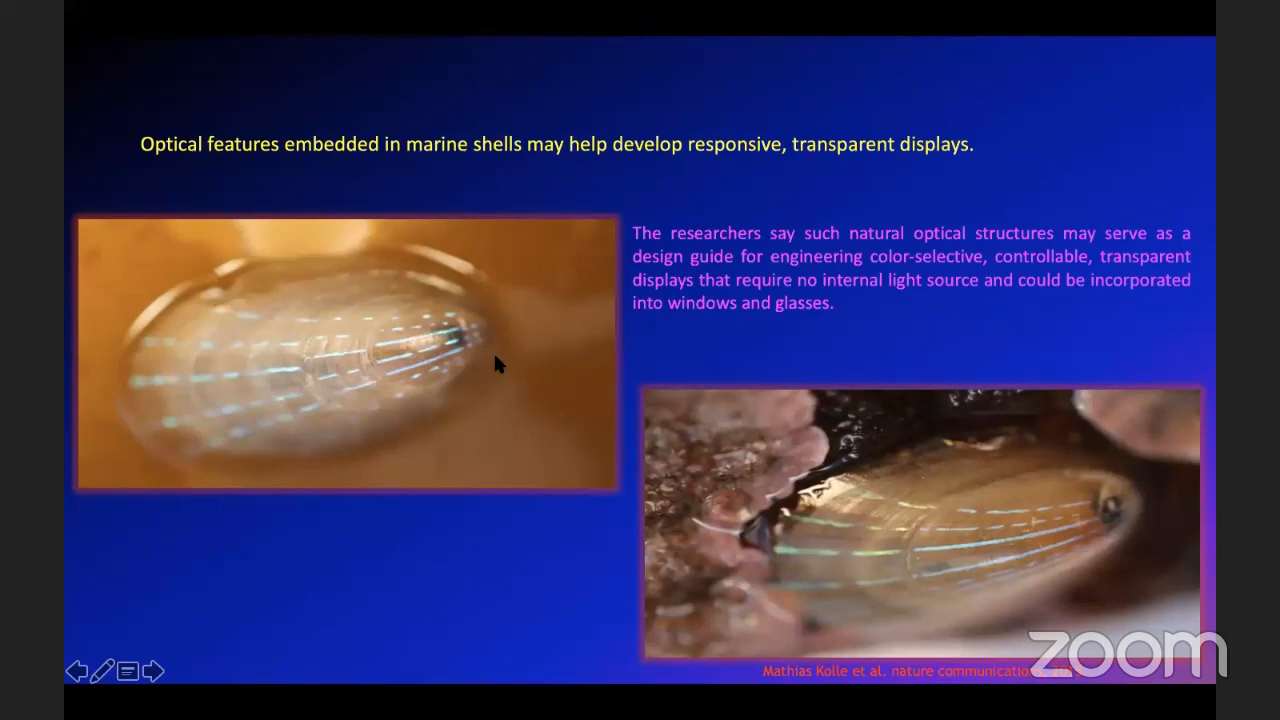 Optical features embedded in marine shells may help develop responsive, transparent displays.
The researchers say such natural optical structures may serve as a
design guide for engineering color-selective, controllable, transparent
displays that require no internal light source and could be incorporated
into windows and glasses.
Mathias Kolle et al. nature communications
zoom